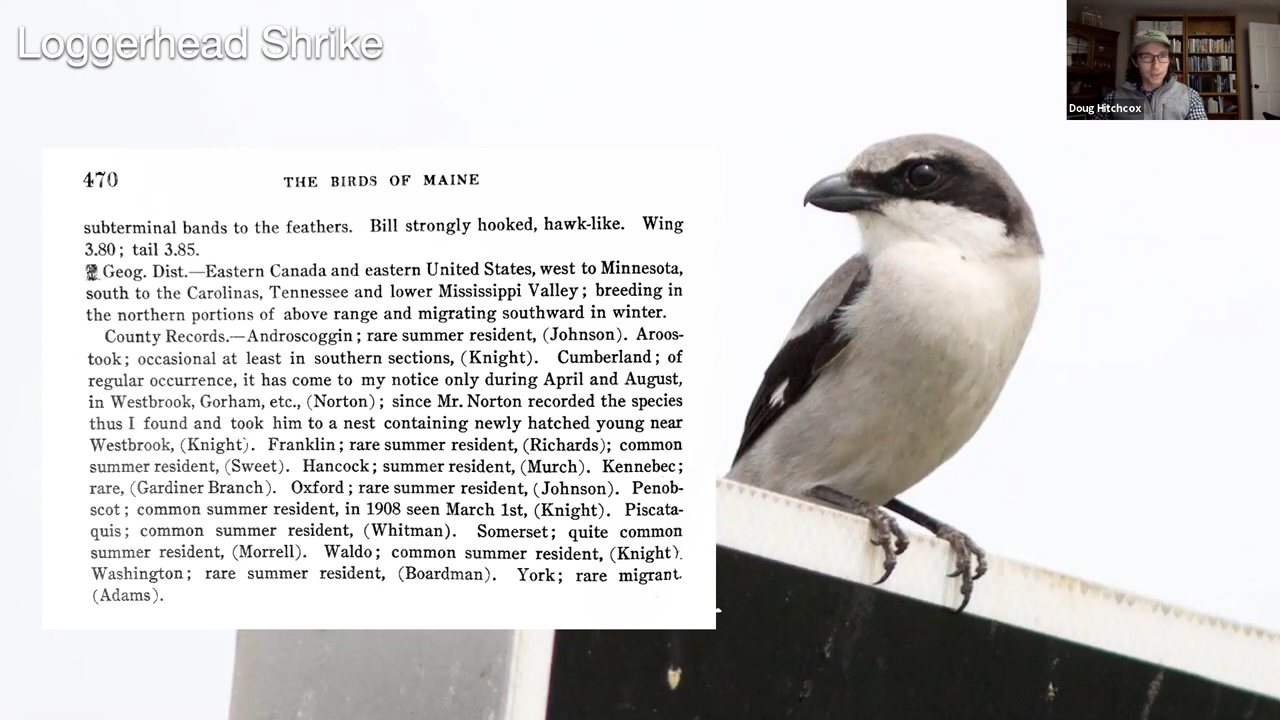 Loggerhead Shrike
Doug Hitchcox
470 THE BIRDS OF MAINE
subterminal bands to the feathers. Bill strongly hooked, hawk-like. Wing
3.80; tail 3.85.
Geog. Dist.—Eastern Canada and eastern United States, west to Minnesota,
south to the Carolinas, Tennessee and lower Mississippi Valley; breeding in
the northern portions of above range and migrating southward in winter.
County Records.—Androscoggin; rare summer resident, (Johnson). Aroos-
took; occasional at least in southern sections, (Knight). Cumberland; of
regular occurrence, it has come to my notice only during April and August,
in Westbrook, Gorham, etc., (Norton); since Mr. Norton recorded the species
thus I found and took him to a nest containing newly hatched young near
Westbrook, (Knight). Franklin; rare summer resident, (Richards); common
summer resident, (Sweet). Hancock; summer resident, (Murch). Kennebec;
rare, (Gardiner Branch). Oxford; rare summer resident, (Johnson). Penob-
scot; common summer resident, in 1908 seen March 1st, (Knight). Piscata-
quis; common summer resident, (Whitman). Somerset; quite common
summer resident, (Morrell). Waldo; common summer resident, (Knight).
Washington; rare summer resident, (Boardman). York; rare migrant.
(Adams).